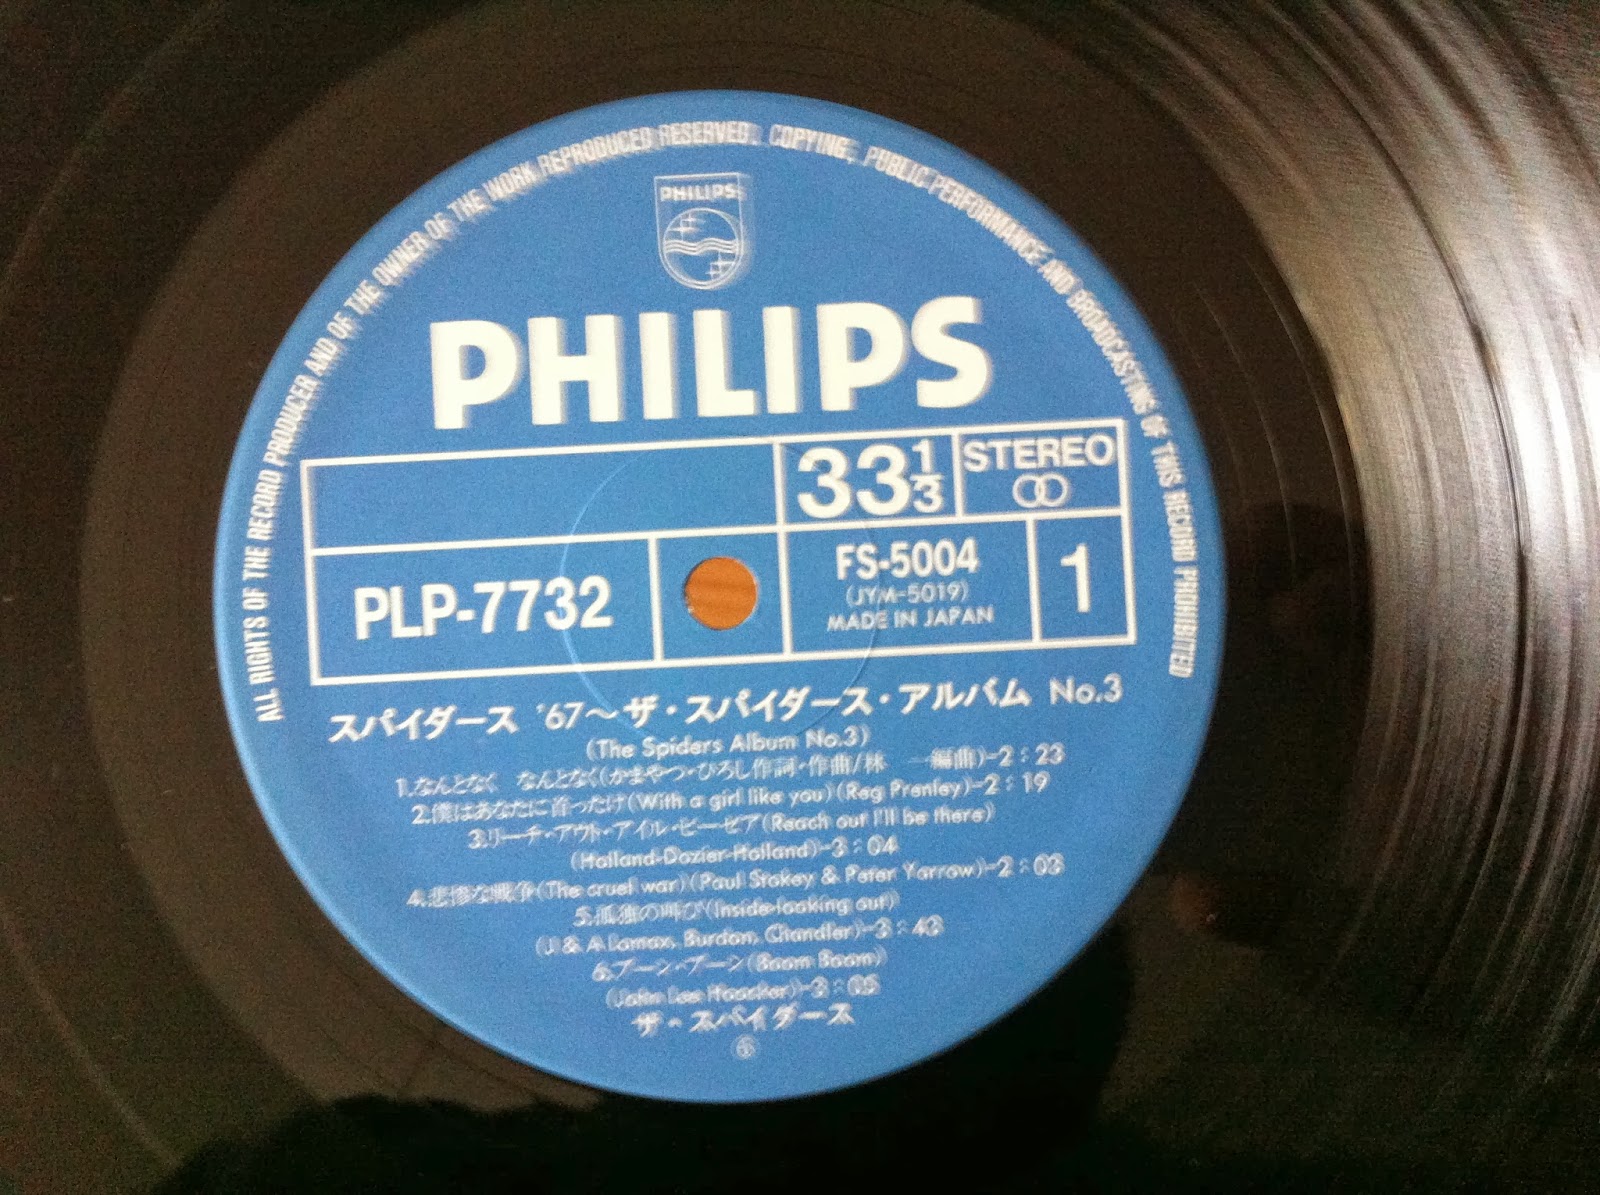 ALL RIGHTS OF THE RECORD PRODUCER AND OF THE OWNER OF THE WORK REPRODUCED RESERVED. COPYING, PUBLIC PERFORMANCE AND BROADCASTING OF THIS RECORD PROHIBITED
PHILIPS
PHILIPS
33 1/3 STEREO
PLP-7732
FS-5004
(JYM-5019)
MADE IN JAPAN
1
スパイダース '67〜ザ・スパイダース・アルバム No.3
(The Spiders Album No.3)
1.なんとなく なんとなく(かまやつ・ひろし作詞・作曲/林 一編曲)-2:23
2.僕はあなたに首ったけ(With a girl like you)(Reg Prenley)-2:19
3.リーチ・アウト・アイル・ビー・ゼア(Reach out I'll be there)
(Holland-Dozier-Holland)-3:04
4.悲惨な戦争(The cruel war)(Paul Stokey & Peter Yarrow)-2:03
5.孤独の叫び(Inside-looking out)
(J. & A Lomax, Burdon, Chandler)-3:43
6.ブーン・ブーン(Boom Boom)
(John Lee Hoocker)-3:05
ザ・スパイダース